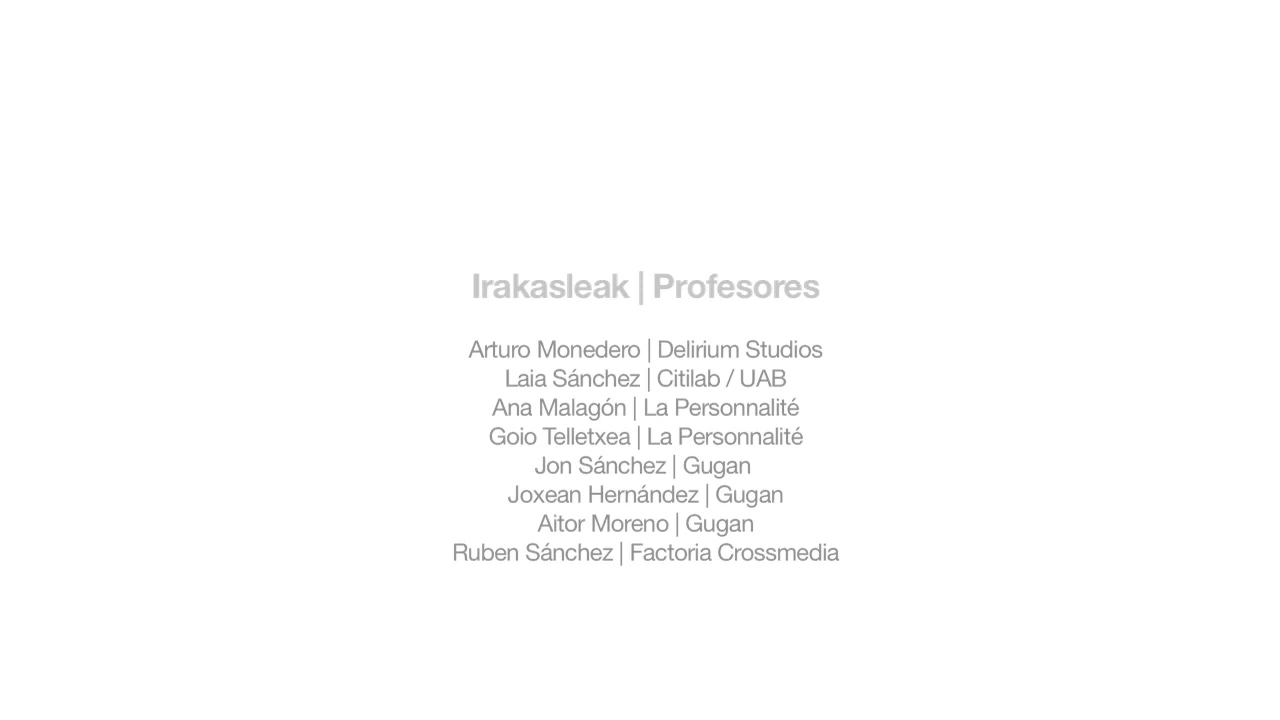 Irakasleak | Profesores
Arturo Monedero | Delirium Studios
Laia Sánchez | Citilab / UAB
Ana Malagón | La Personnalité
Goio Telletxea | La Personnalité
Jon Sánchez | Gugan
Joxean Hernández | Gugan
Aitor Moreno | Gugan
Ruben Sánchez | Factoria Crossmedia